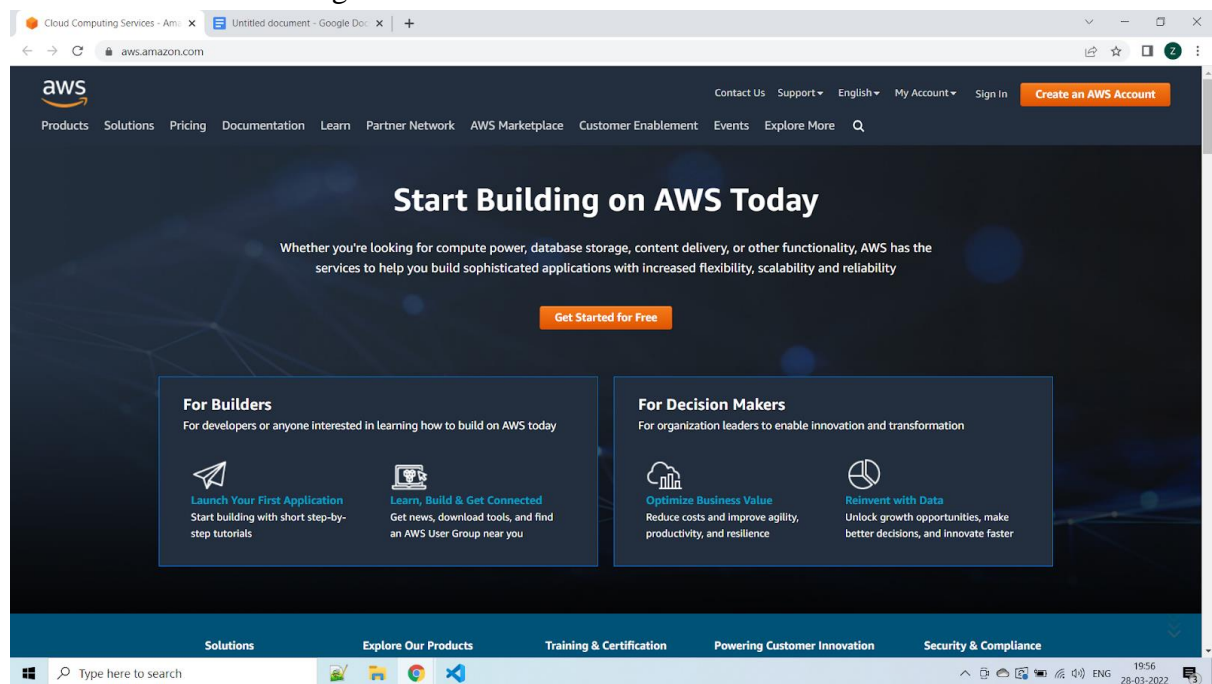 Cloud Computing Services - Ama
Untitled document - Google Doc
aws.amazon.com
Z
aws
Contact Us Support English My Account Sign In Create an AWS Account
Products Solutions Pricing Documentation Learn Partner Network AWS Marketplace Customer Enablement Events Explore More
Start Building on AWS Today
Whether you're looking for compute power, database storage, content delivery, or other functionality, AWS has the
services to help you build sophisticated applications with increased flexibility, scalability and reliability
Get Started for Free
For Builders
For developers or anyone interested in learning how to build on AWS today
Launch Your First Application
Start building with short step-by-
step tutorials
Learn, Build & Get Connected
Get news, download tools, and find
an AWS User Group near you
For Decision Makers
For organization leaders to enable innovation and transformation
Optimize Business Value
Reduce costs and improve agility,
productivity, and resilience
Reinvent with Data
Unlock growth opportunities, make
better decisions, and innovate faster
Solutions Explore Our Products Training & Certification Powering Customer Innovation Security & Compliance
Type here to search
ENG
19:56
28-03-2022
3